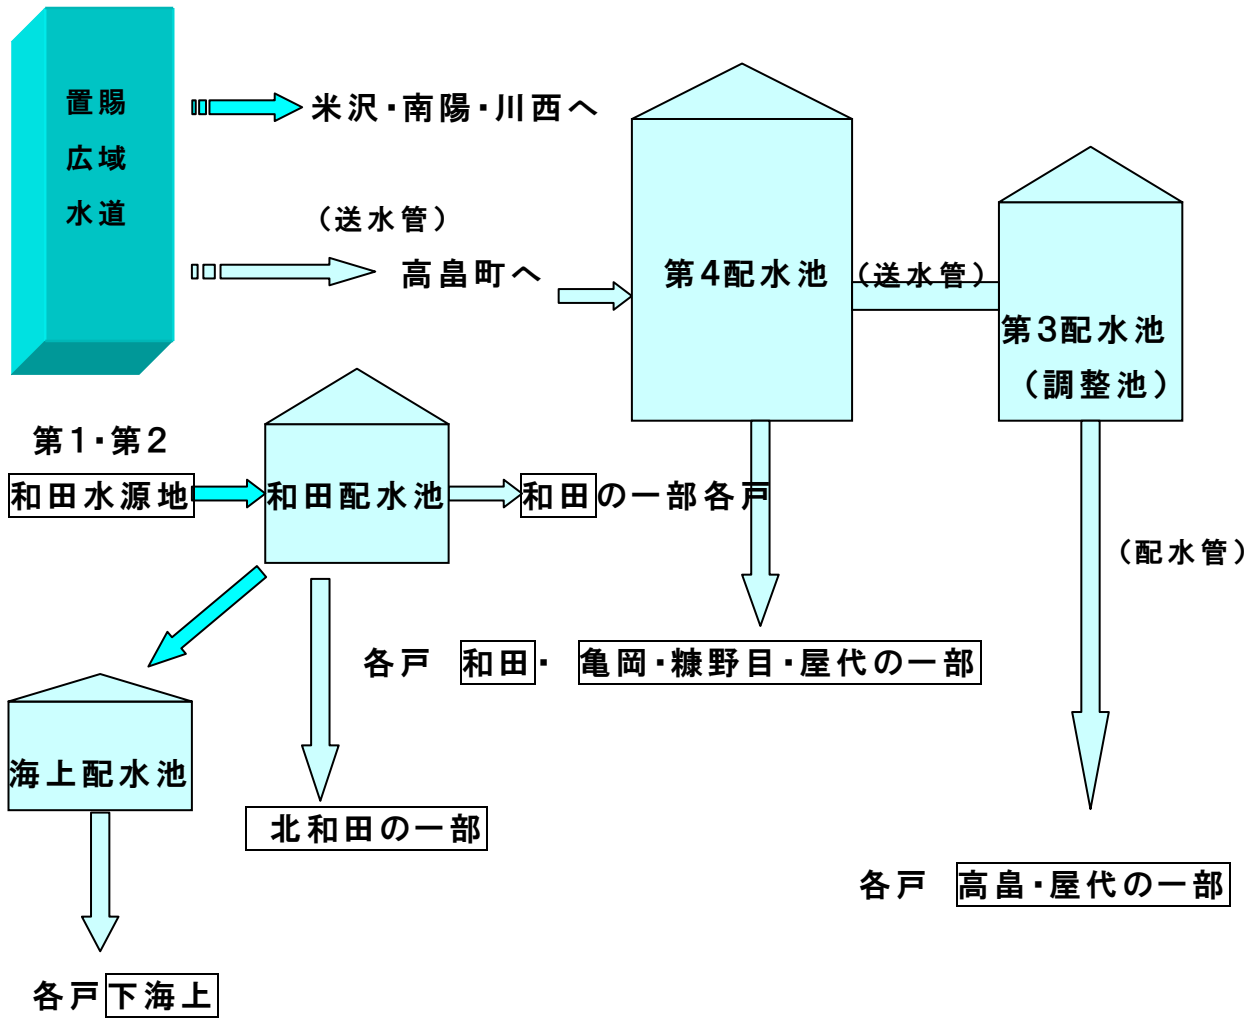 置賜
広域
水道
米沢・南陽・川西へ
（送水管）
高畠町へ
第4配水池
（送水管）
第3配水池
（調整池）
第1・第2
和田水源地
和田配水池
和田の一部各戸
（配水管）
各戸 和田・ 亀岡・糠野目・屋代の一部
海上配水池
北和田の一部
各戸 高畠・屋代の一部
各戸下海上